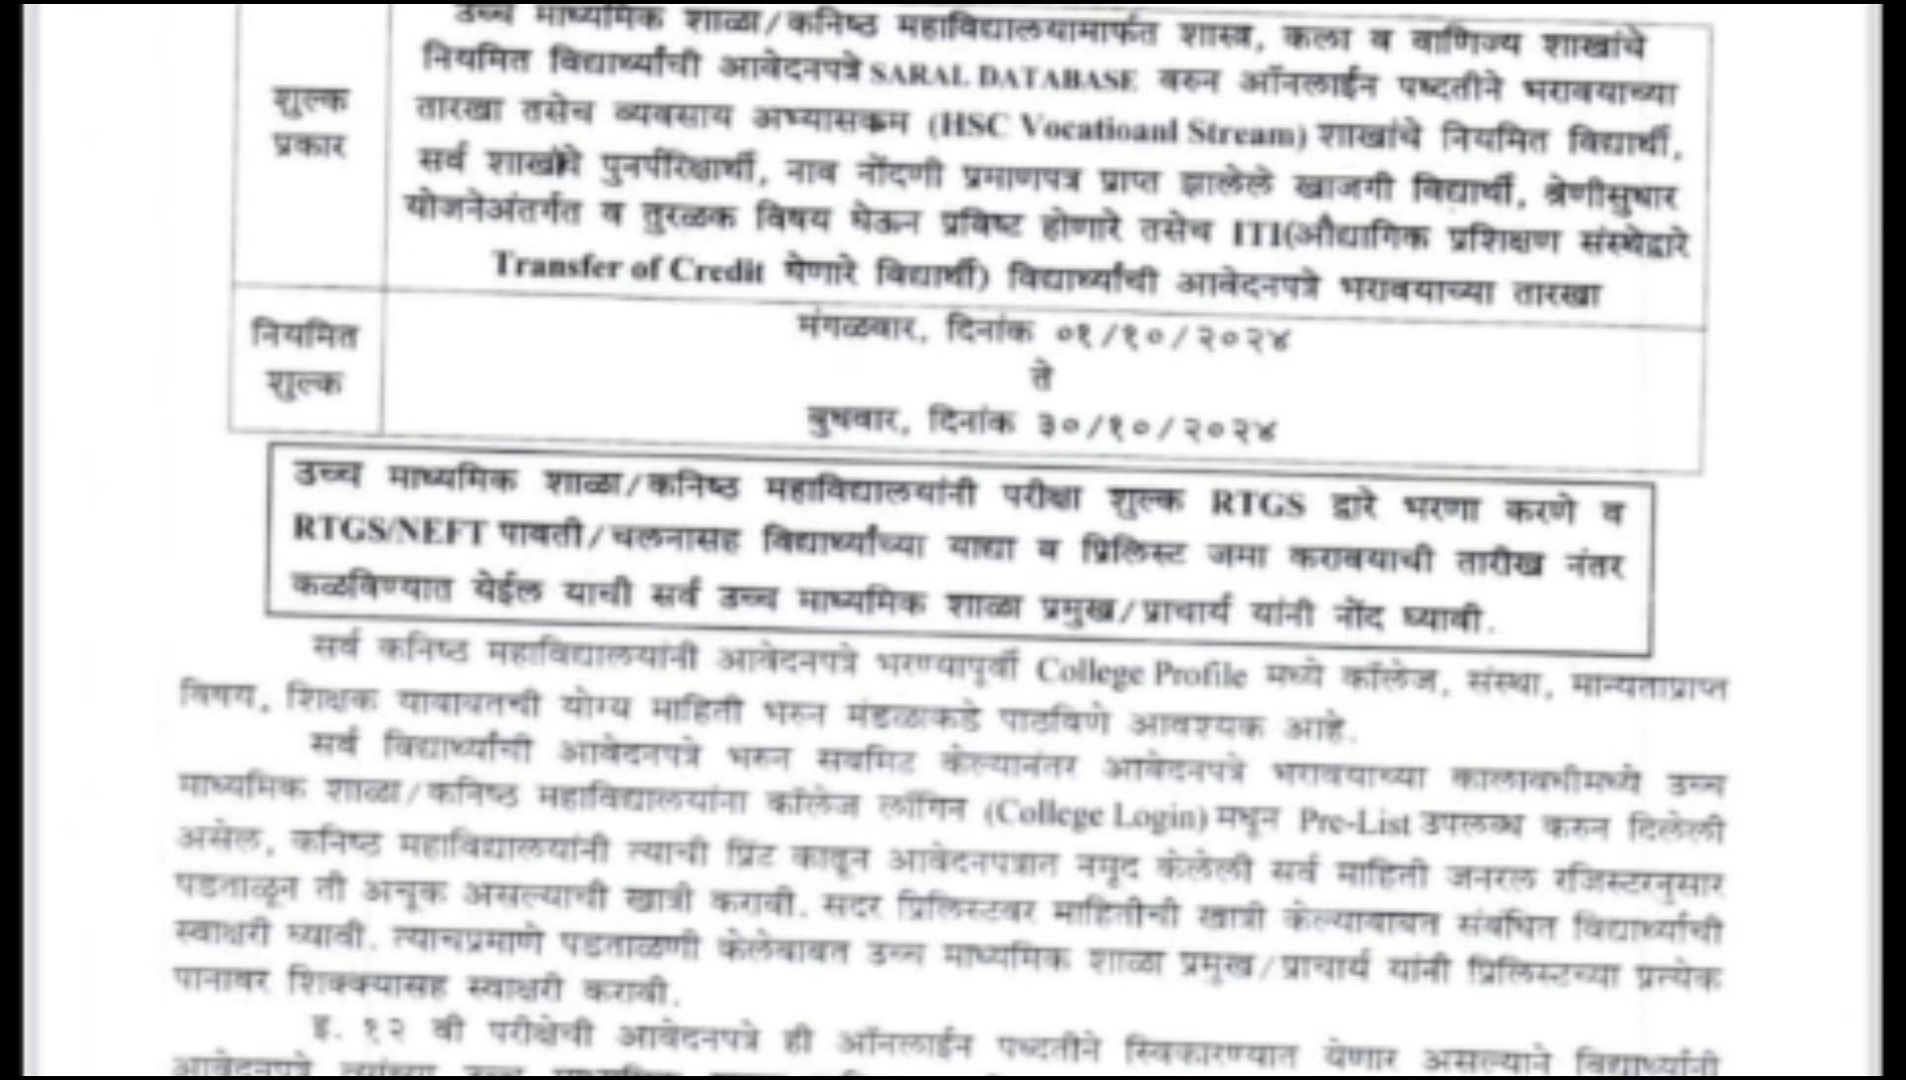 उच्च माध्यमिक शाळा/कनिष्ठ महाविद्यालयामार्फत शास्त्र, कला व वाणिज्य शाखांचे
नियमित विद्यार्थ्यांची आवेदनपत्रे SARAL DATABASE वरुन ऑनलाईन पध्दतीने भरावयाच्या
शुल्क प्रकार
तारखा तसेच व्यवसाय अभ्यासक्रम (HSC Vocatioanl Stream) शाखांचे नियमित विद्यार्थी,
सर्व शाखांचे पुनर्परिक्षार्थी, नाव नोंदणी प्रमाणपत्र प्राप्त झालेले खाजगी विद्यार्थी, श्रेणीसुधार
योजनेअंतर्गत व तुरळक विषय घेऊन प्रविष्ट होणारे तसेच ITI(औद्यागिक प्रशिक्षण संस्थेद्वारे
Transfer of Credit घेणारे विद्यार्थी) विद्यार्थ्यांची आवेदनपत्रे भरावयाच्या तारखा
नियमित शुल्क
मंगळवार, दिनांक ०१/१०/२०२४
ते
बुधवार, दिनांक ३०/१०/२०२४
उच्च माध्यमिक शाळा/कनिष्ठ महाविद्यालयांनी परीक्षा शुल्क RTGS द्वारे भरणा करणे व
RTGS/NEFT पावती/चलनासह विद्यार्थ्यांच्या याद्या व प्रिलिस्ट जमा करावयाची तारीख नंतर
कळविण्यात येईल याची सर्व उच्च माध्यमिक शाळा प्रमुख/प्राचार्य यांनी नोंद घ्यावी.
सर्व कनिष्ठ महाविद्यालयांनी आवेदनपत्रे भरण्यापूर्वी College Profile मध्ये कॉलेज, संस्था, मान्यताप्राप्त
विषय, शिक्षक याबाबतची योग्य माहिती भरुन मंडळाकडे पाठविणे आवश्यक आहे.
सर्व विद्यार्थ्यांची आवेदनपत्रे भरुन सबमिट केल्यानंतर आवेदनपत्रे भरावयाच्या कालावधीमध्ये उच्च
माध्यमिक शाळा/कनिष्ठ महाविद्यालयांना कॉलेज लॉगिन (College Login) मधून Pre-List उपलब्ध करुन दिलेली
असेल, कनिष्ठ महाविद्यालयांनी त्याची प्रिंट काढून आवेदनपत्रात नमूद केलेली सर्व माहिती जनरल रजिस्टरनुसार
पडताळून ती अचूक असल्याची खात्री करावी. सदर प्रिलिस्टवर माहितीची खात्री केल्याबाबत संबंधित विद्यार्थ्यांची
स्वाक्षरी घ्यावी. त्याचप्रमाणे पडताळणी केलेबाबत उच्च माध्यमिक शाळा प्रमुख/प्राचार्य यांनी प्रिलिस्टच्या प्रत्येक
पानावर शिक्क्यासह स्वाक्षरी करावी.
इ. १२ वी परीक्षेची आवेदनपत्रे ही ऑनलाईन पध्दतीने स्विकारण्यात येणार असल्याने विद्यार्थ्यांनी